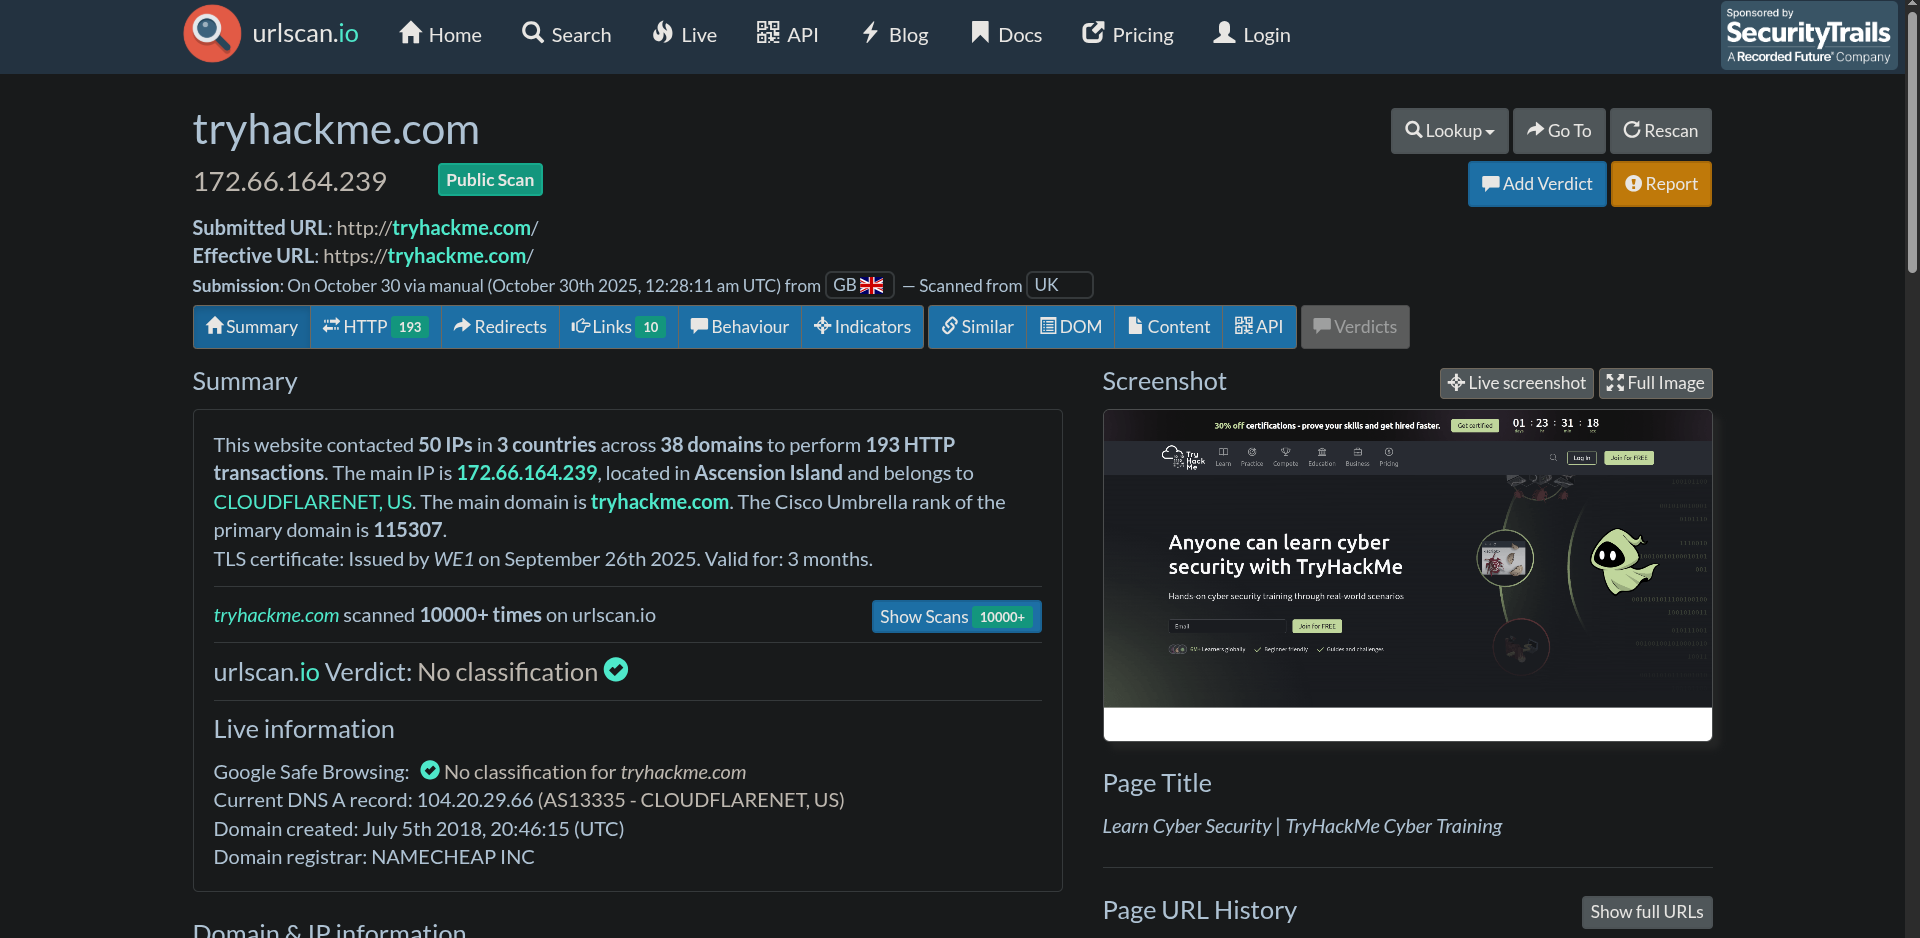 urlscan.io
Home
Search
Live
API
Blog
Docs
Pricing
Login
Sponsored by
SecurityTrails
A Recorded Future® Company
tryhackme.com
Lookup
Go To
Rescan
172.66.164.239
Public Scan
Add Verdict
Report
Submitted URL: http://tryhackme.com/
Effective URL: https://tryhackme.com/
Submission: On October 30 via manual (October 30th 2025, 12:28:11 am UTC) from GB — Scanned from UK
Summary
HTTP 193
Redirects
Links 10
Behaviour
Indicators
Similar
DOM
Content
API
Verdicts
Summary
This website contacted 50 IPs in 3 countries across 38 domains to perform 193 HTTP
transactions. The main IP is 172.66.164.239, located in Ascension Island and belongs to
CLOUDFLARENET, US. The main domain is tryhackme.com. The Cisco Umbrella rank of the
primary domain is 115307.
TLS certificate: Issued by WE1 on September 26th 2025. Valid for: 3 months.
tryhackme.com scanned 10000+ times on urlscan.io
Show Scans 10000+
urlscan.io Verdict: No classification
Live information
Google Safe Browsing: No classification for tryhackme.com
Current DNS A record: 104.20.29.66 (AS13335 - CLOUDFLARENET, US)
Domain created: July 5th 2018, 20:46:15 (UTC)
Domain registrar: NAMECHEAP INC
Domain & IP information
Screenshot
Live screenshot
Full Image
30% off certifications - prove your skills and get hired faster.
Get certified
01 : 23 : 31 : 18
Try
Hack
Me
Learn
Practice
Compete
Education
Business
Pricing
Log In
Join for FREE
Anyone can learn cyber
security with TryHackMe
Hands-on cyber security training through real-world scenarios
Email
Join for FREE
Learners globally
Beginner friendly
Guides and challenges
Page Title
Learn Cyber Security | TryHackMe Cyber Training
Page URL History
Show full URLs